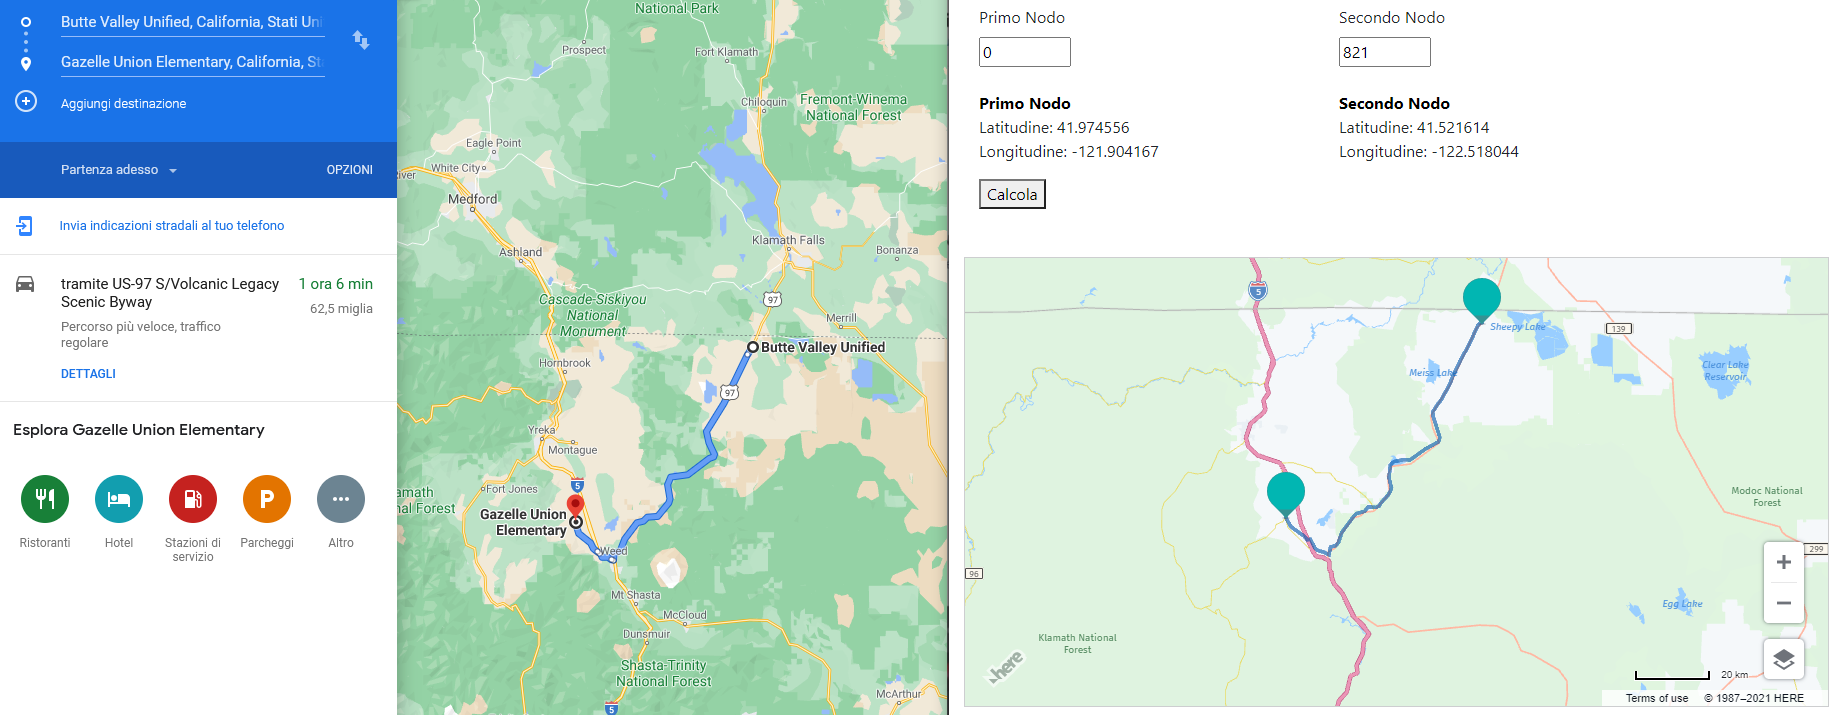 Butte Valley Unified, California, Stati Uni
Gazelle Union Elementary, California, St
Aggiungi destinazione
Partenza adesso
OPZIONI
Invia indicazioni stradali al tuo telefono
tramite US-97 S/Volcanic Legacy
Scenic Byway
1 ora 6 min
62,5 miglia
Percorso più veloce, traffico
regolare
DETTAGLI
Esplora Gazelle Union Elementary
Ristoranti
Hotel
Stazioni di
servizio
P
Parcheggi
Altro
National Park
Prospect
Fort Klamath
Chiloquin
Fremont-Winema
National Forest
Eagle Point
White City
River
Medford
Klamath Falls
Bonanza
Ashland
Cascade-Siskiyou
National
Monument
97
Merrill
Butte Valley Unified
Hornbrook
97
Yreka
Montague
5
Fort Jones
amath
nal Forest
Gazelle Union
Elementary
Weed
Mt Shasta
McCloud
Dunsmuir
Shasta-Trinity
National Forest
McArthur
5
Primo Nodo
0
Secondo Nodo
821
Primo Nodo
Latitudine: 41.974556
Longitudine: -121.904167
Secondo Nodo
Latitudine: 41.521614
Longitudine: -122.518044
Calcola
5
Sheepy Lake
139
Meiss Lake
Clear Lake
Reservoir
Modoc National
Forest
299
96
Egg Lake
Klamath National
Forest
here
20 km
Terms of use
© 1987–2021 HERE